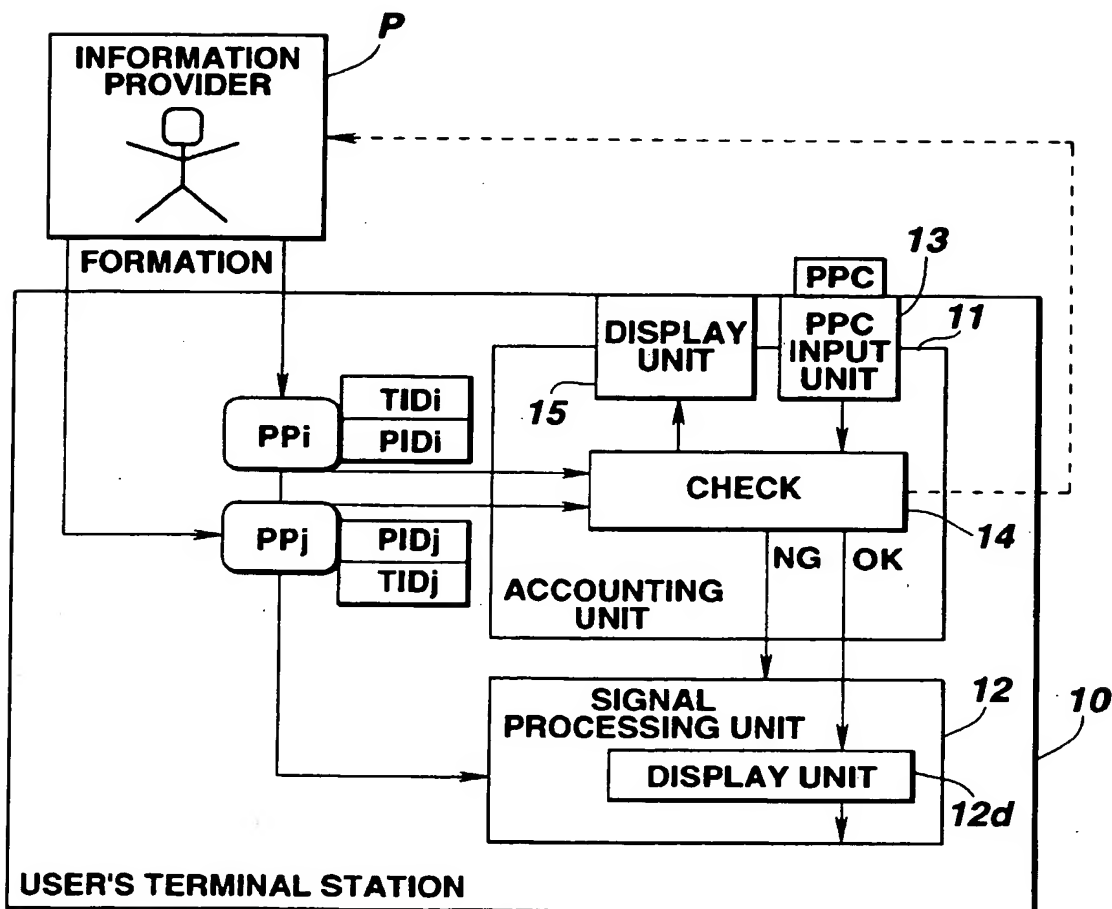 P
INFORMATION
PROVIDER
FORMATION
13
PPC
11
DISPLAY
UNIT
PPC
INPUT
UNIT
15
TIDi
PPi
PIDi
CHECK
PPj
PIDj
TIDj
14
NG
OK
ACCOUNTING
UNIT
SIGNAL
PROCESSING UNIT
12
10
DISPLAY UNIT
12d
USER'S TERMINAL STATION